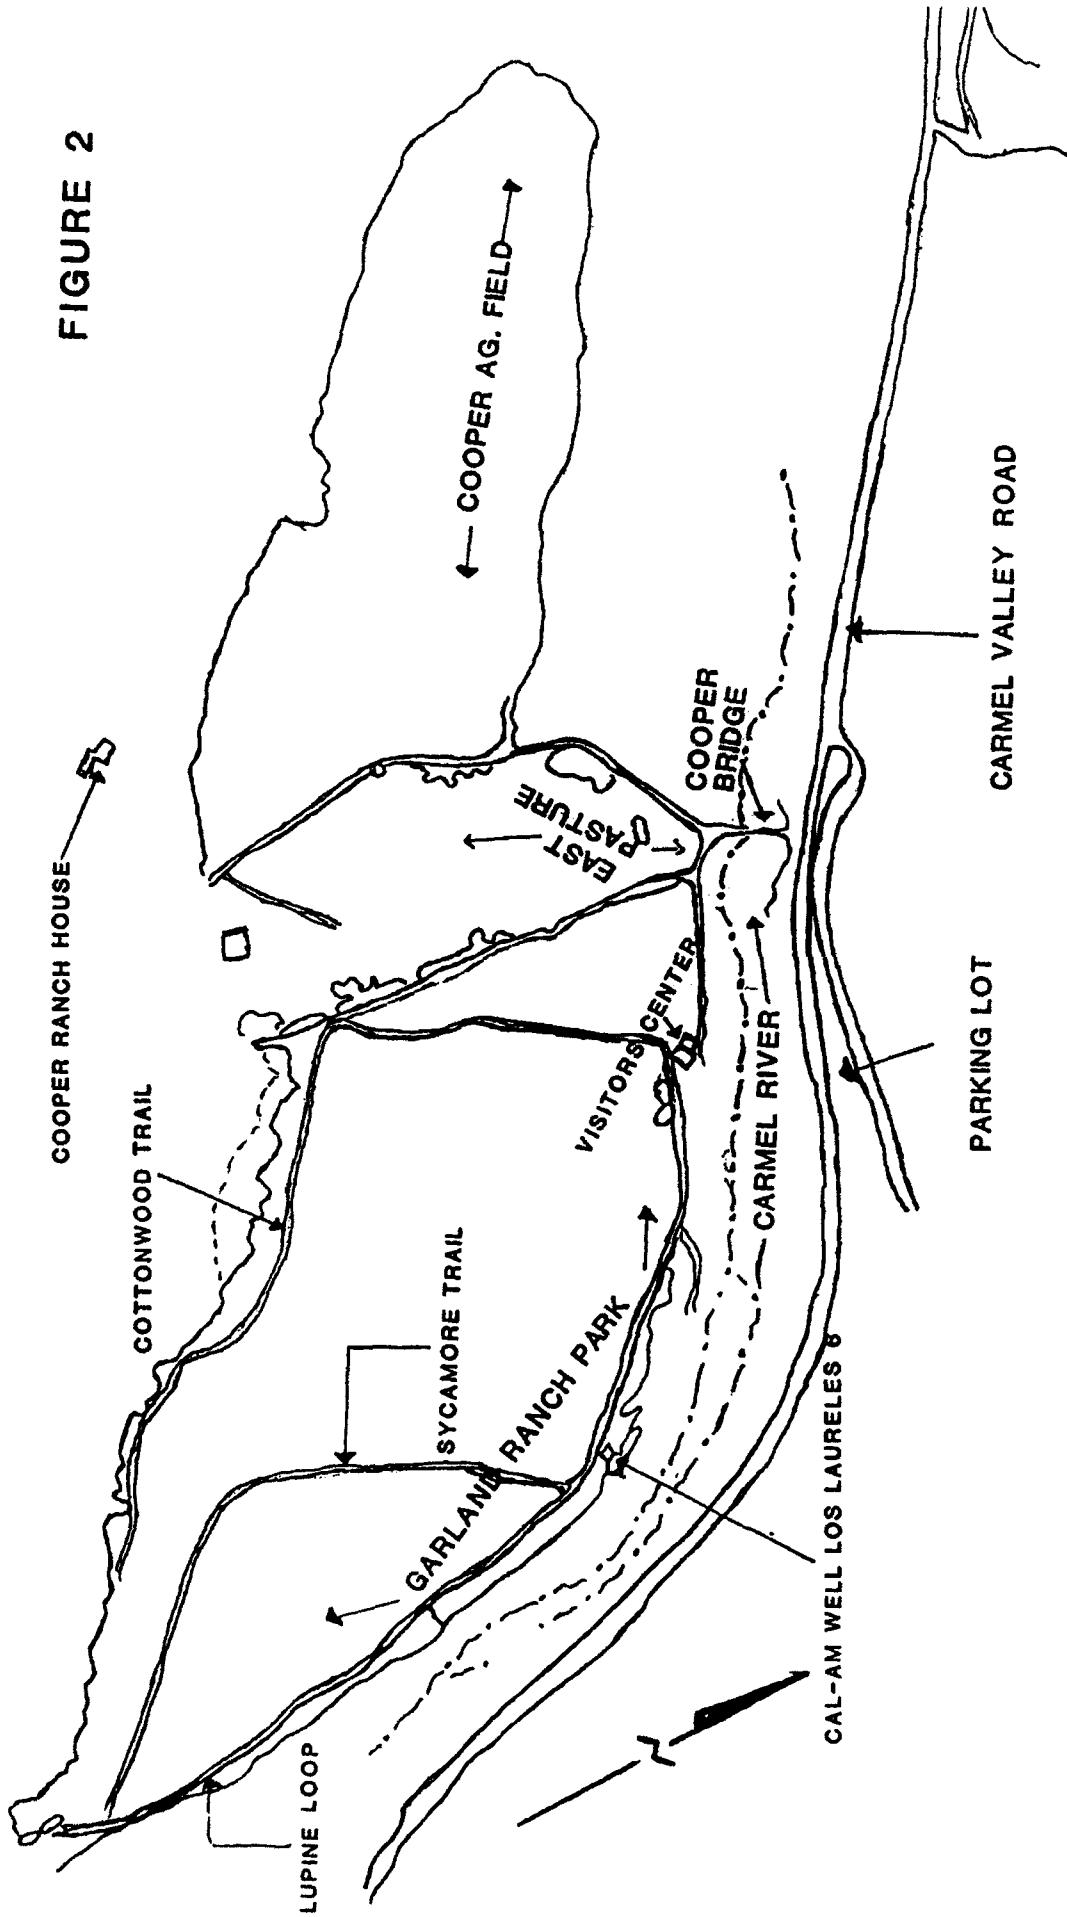 FIGURE 2
COOPER RANCH HOUSE
COTTONWOOD TRAIL
← COOPER AG. FIELD →
SYCAMORE TRAIL
EAST
PASTURE
GARLAND RANCH PARK
VISITORS CENTER
COOPER
BRIDGE
LUPINE LOOP
CARMEL RIVER
N
CAL-AM WELL LOS LAURELES 6
PARKING LOT
CARMEL VALLEY ROAD